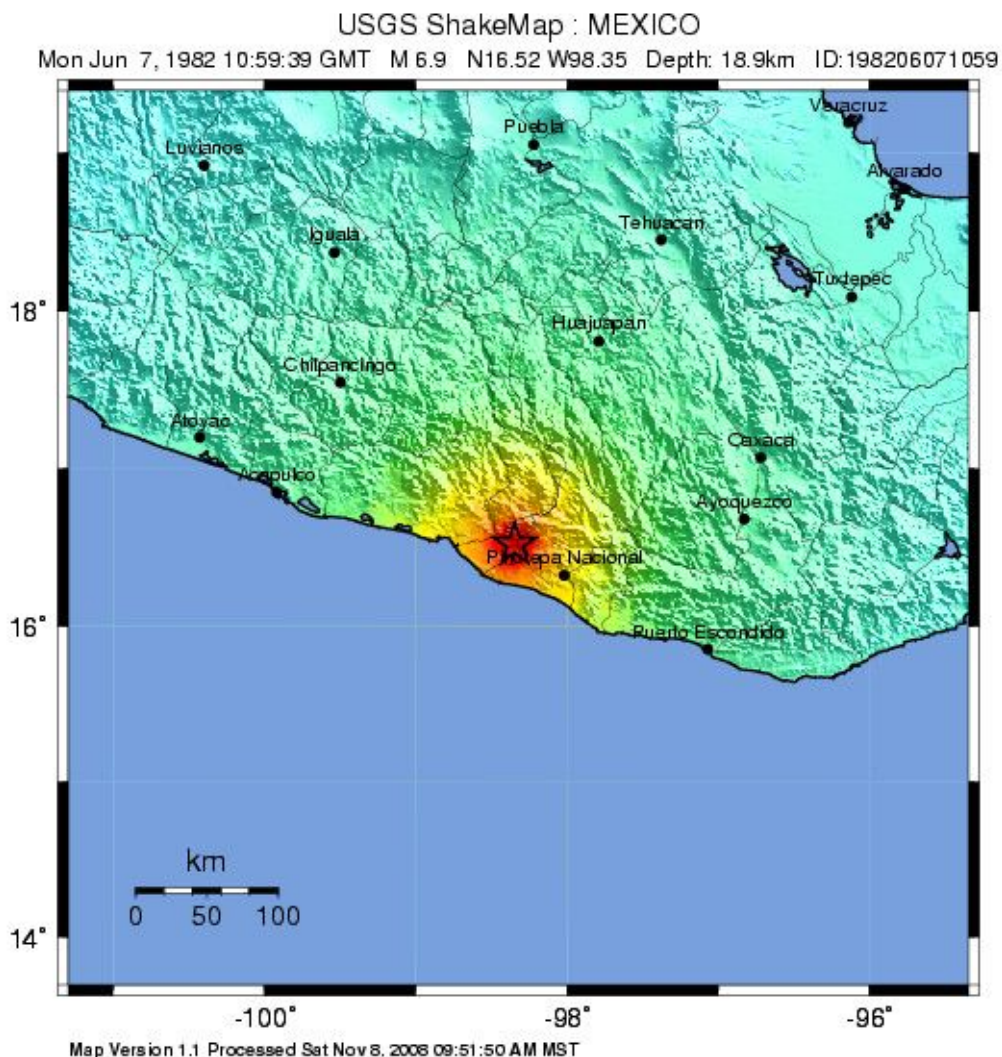 USGS ShakeMap : MEXICO
Mon Jun 7, 1982 10:59:39 GMT M 6.9 N16.52 W98.35 Depth: 18.9km ID:198206071059
Veracruz
Puebla
Luvianos
Alvarado
Tehuacan
Iguala
Tuxtepec
18°
Huajuapan
Chilpancingo
Atoyac
Oaxaca
Acapulco
Ayoquezco
Pinotepa Nacional
16°
Puerto Escondido
km
0 50 100
14°
-100° -98° -96°
Map Version 1.1 Processed Sat Nov 8, 2008 09:51:50 AM MST